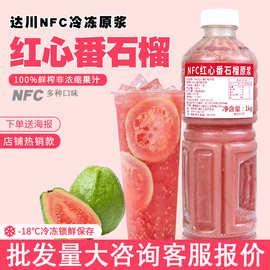 达川NFC冷冻原浆
红心番石榴
100%鲜榨非浓缩果汁
NFC 多种口味
下单送海报
店铺热销款
NFC红心番石榴原浆
净含量：1kg
-18℃冷冻锁鲜保存
批发量大咨询客服报价